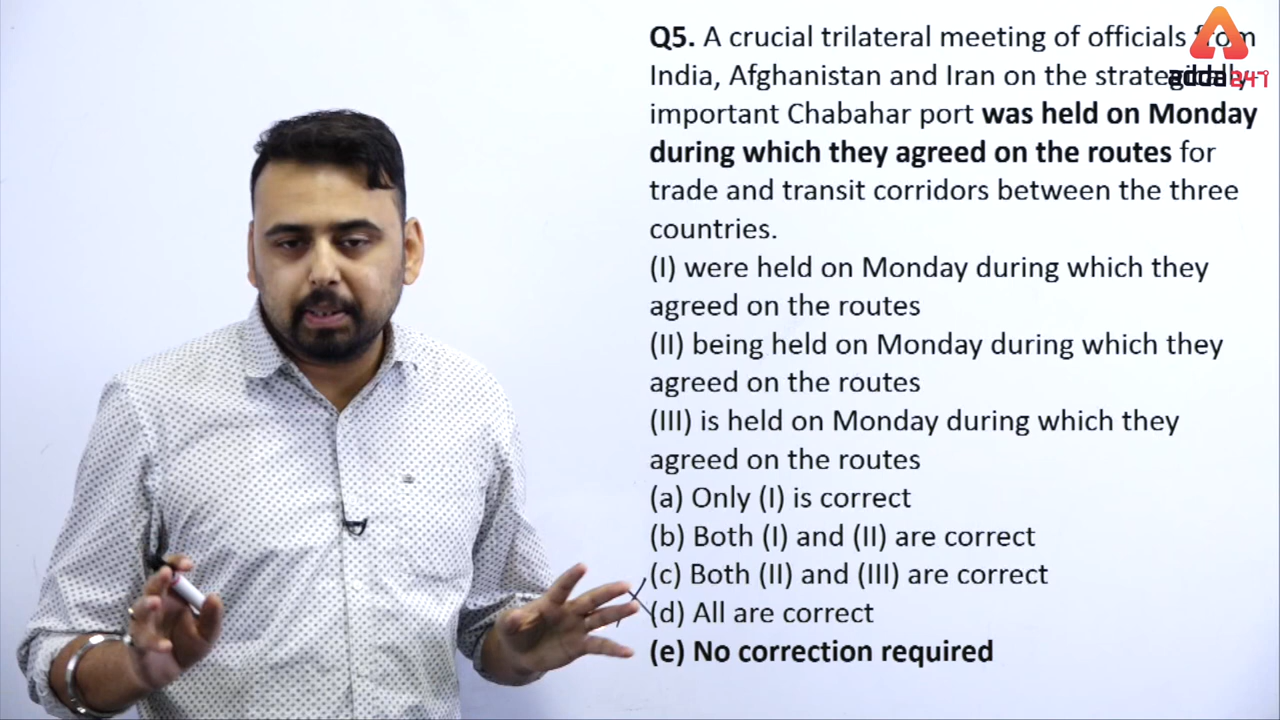 Q5. A crucial trilateral meeting of officials from
India, Afghanistan and Iran on the strategically
important Chabahar port was held on Monday
during which they agreed on the routes for
trade and transit corridors between the three
countries.
(I) were held on Monday during which they
agreed on the routes
(II) being held on Monday during which they
agreed on the routes
(III) is held on Monday during which they
agreed on the routes
(a) Only (I) is correct
(b) Both (I) and (II) are correct
(c) Both (II) and (III) are correct
(d) All are correct
(e) No correction required
adda 247